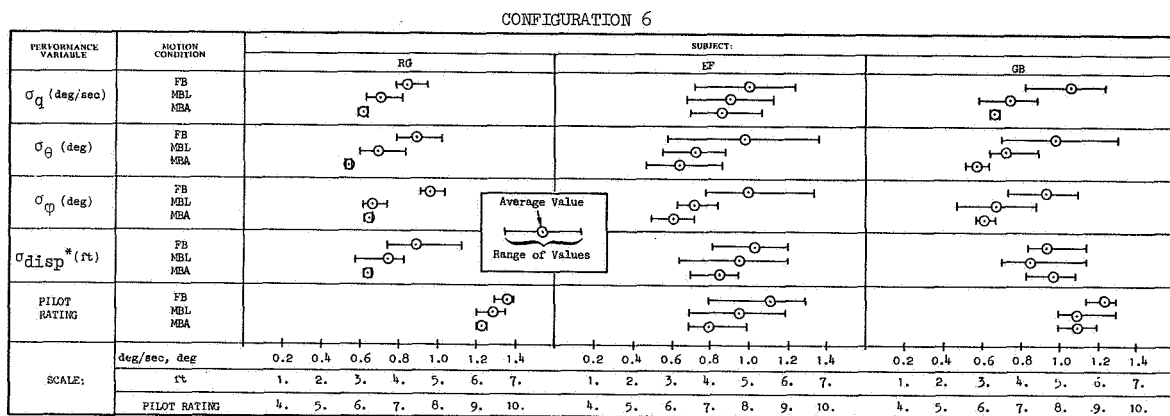 CONFIGURATION 6
PERFORMANCE VARIABLE MOTION CONDITION SUBJECT:
RG EF GB
σq (deg/sec) FB
MBL
MBA
σθ (deg) FB
MBL
MBA
σφ (deg) FB
MBL
MBA
Average Value
Range of Values
σdisp* (ft) FB
MBL
MBA
PILOT RATING FB
MBL
MBA
SCALE:
deg/sec, deg 0.2 0.4 0.6 0.8 1.0 1.2 1.4 0.2 0.4 0.6 0.8 1.0 1.2 1.4 0.2 0.4 0.6 0.8 1.0 1.2 1.4
ft 1. 2. 3. 4. 5. 6. 7. 1. 2. 3. 4. 5. 6. 7. 1. 2. 3. 4. 5. 6. 7.
PILOT RATING 4. 5. 6. 7. 8. 9. 10. 4. 5. 6. 7. 8. 9. 10. 4. 5. 6. 7. 8. 9. 10.